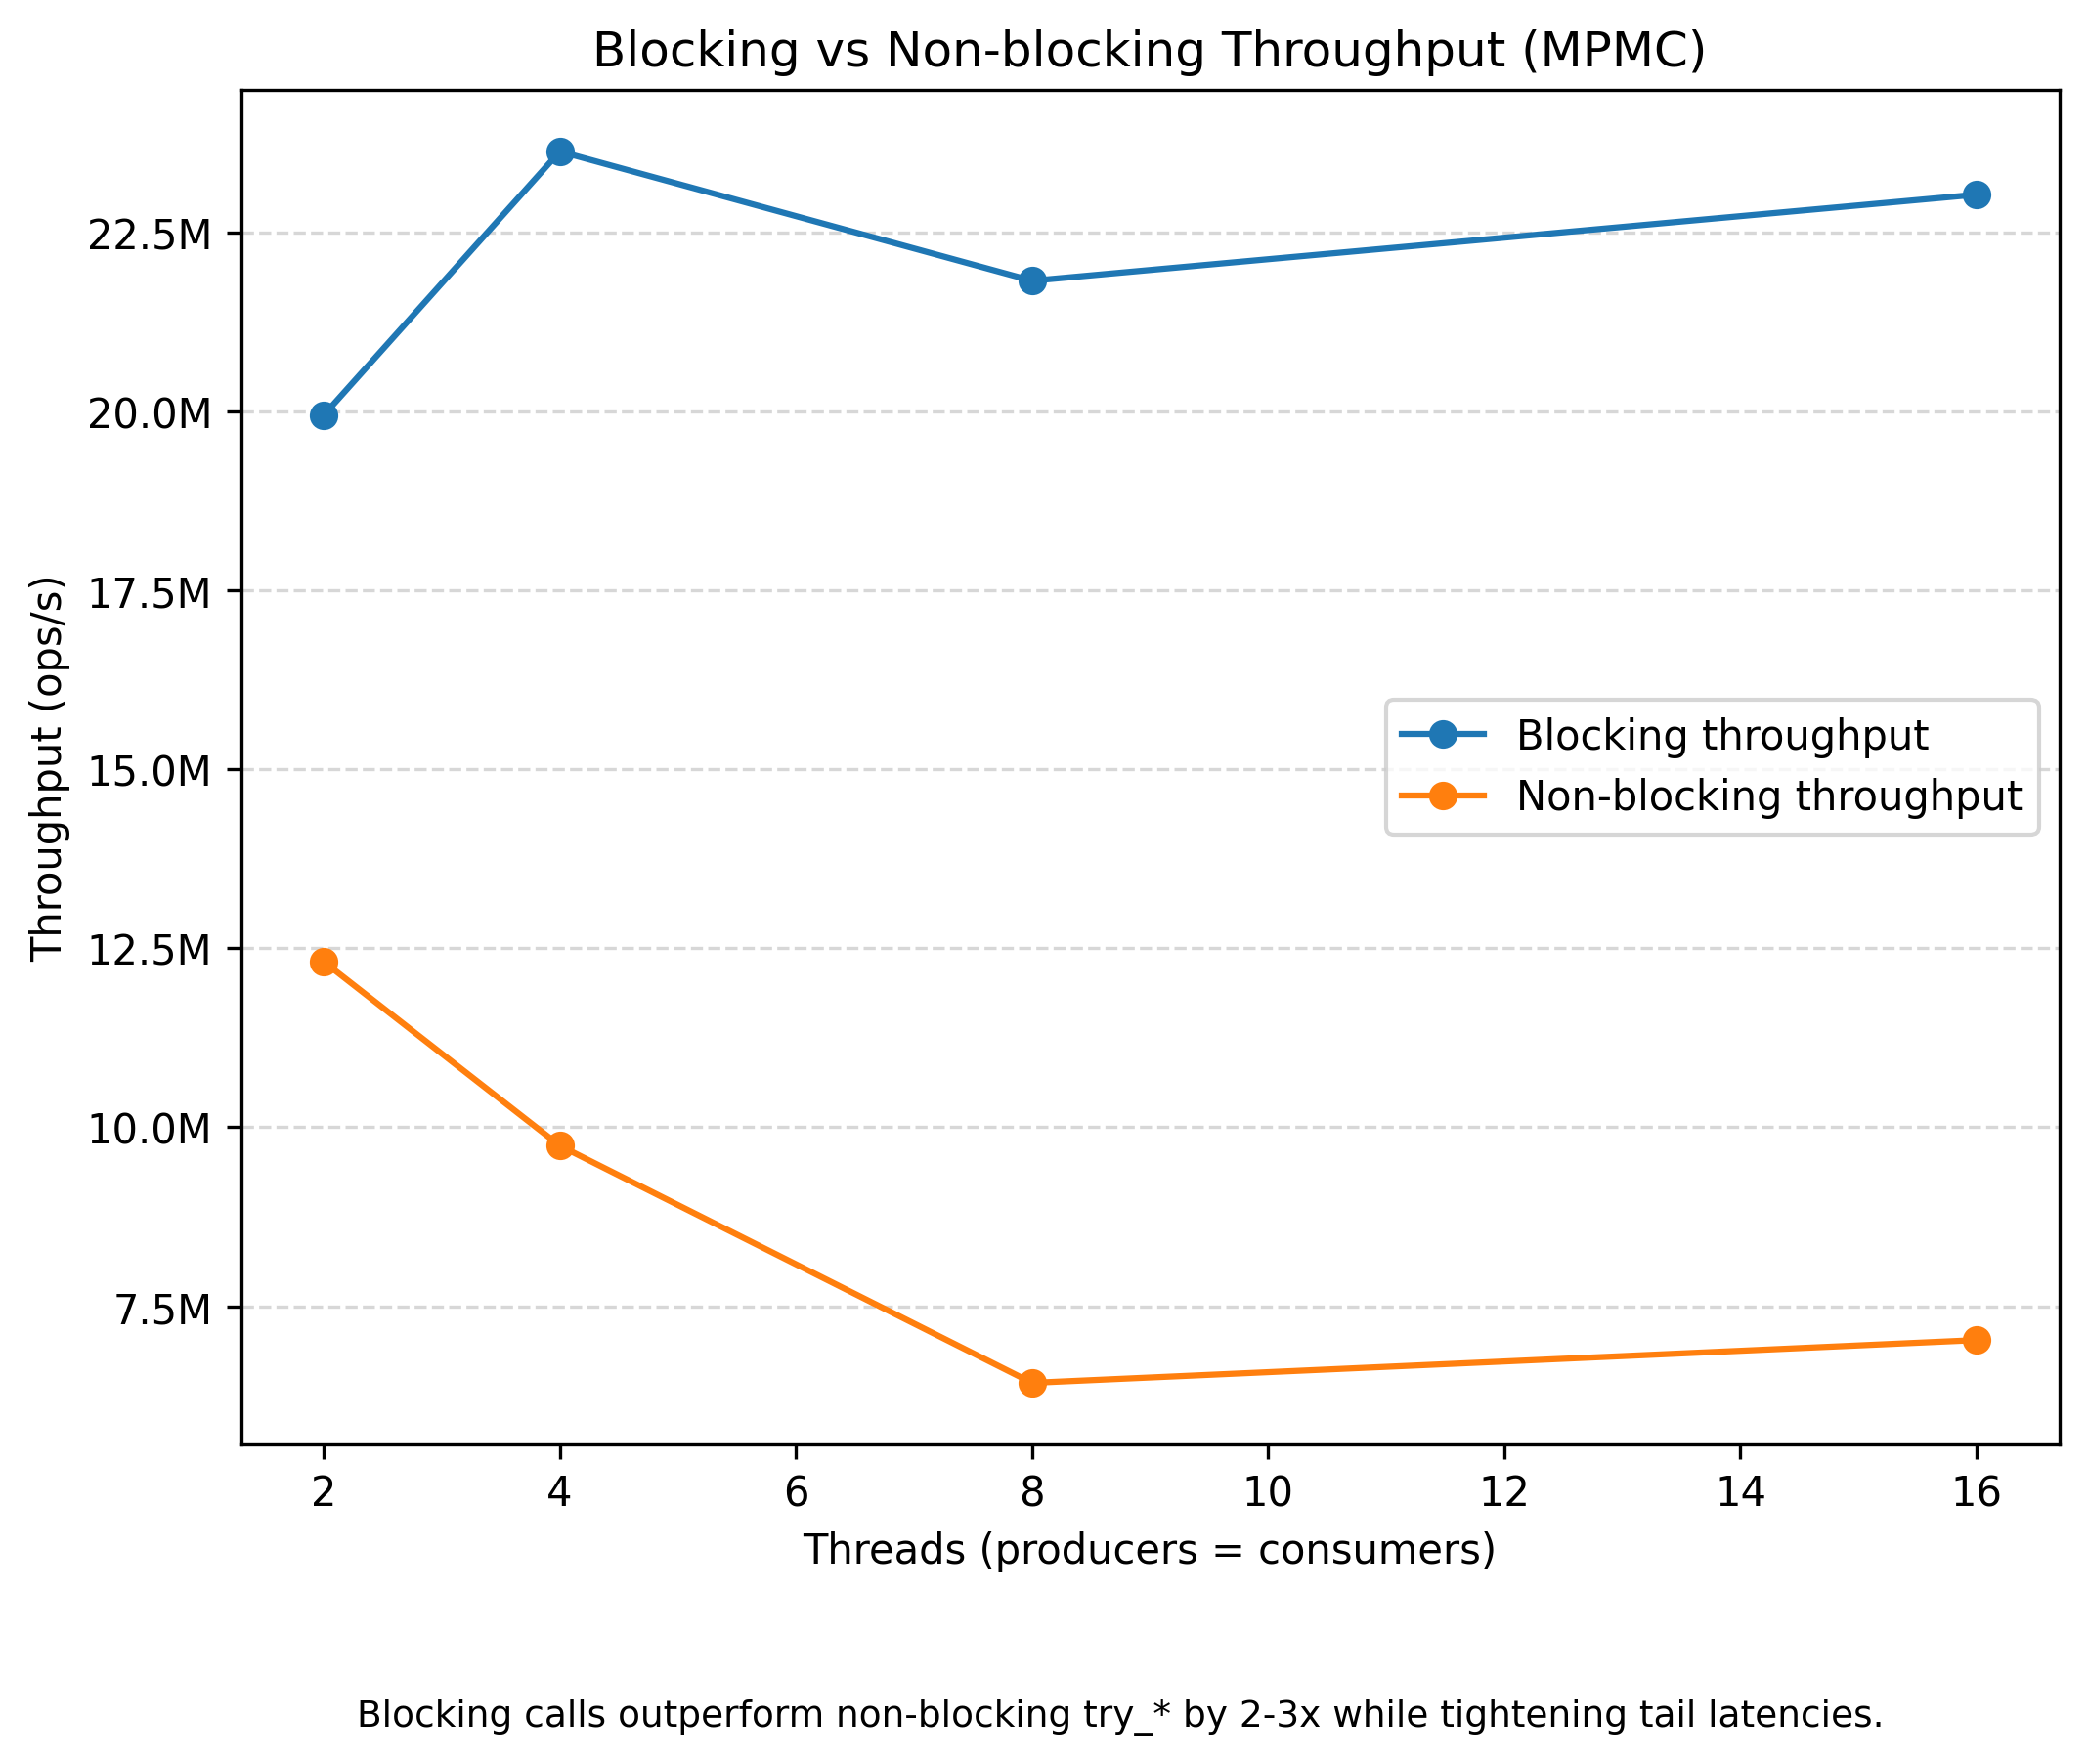 Blocking vs Non-blocking Throughput (MPMC)
Throughput (ops/s)
22.5M
20.0M
17.5M
15.0M
12.5M
10.0M
7.5M
Blocking throughput
Non-blocking throughput
2 4 6 8 10 12 14 16
Threads (producers = consumers)
Blocking calls outperform non-blocking try_* by 2-3x while tightening tail latencies.